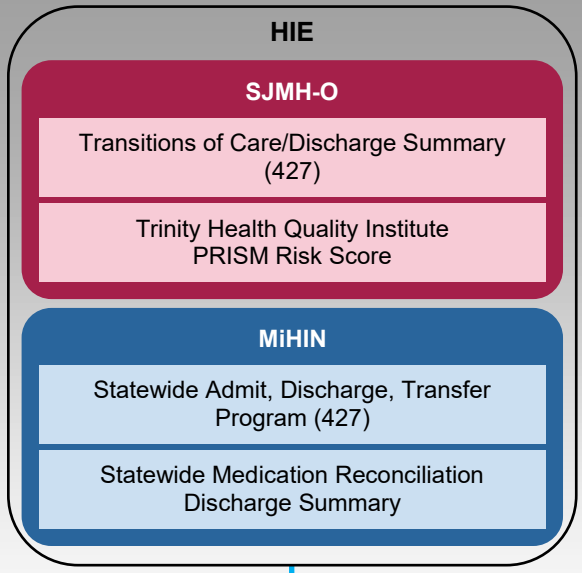 HIE
SJMH-O
Transitions of Care/Discharge Summary
(427)
Trinity Health Quality Institute
PRISM Risk Score
MiHIN
Statewide Admit, Discharge, Transfer
Program (427)
Statewide Medication Reconciliation
Discharge Summary